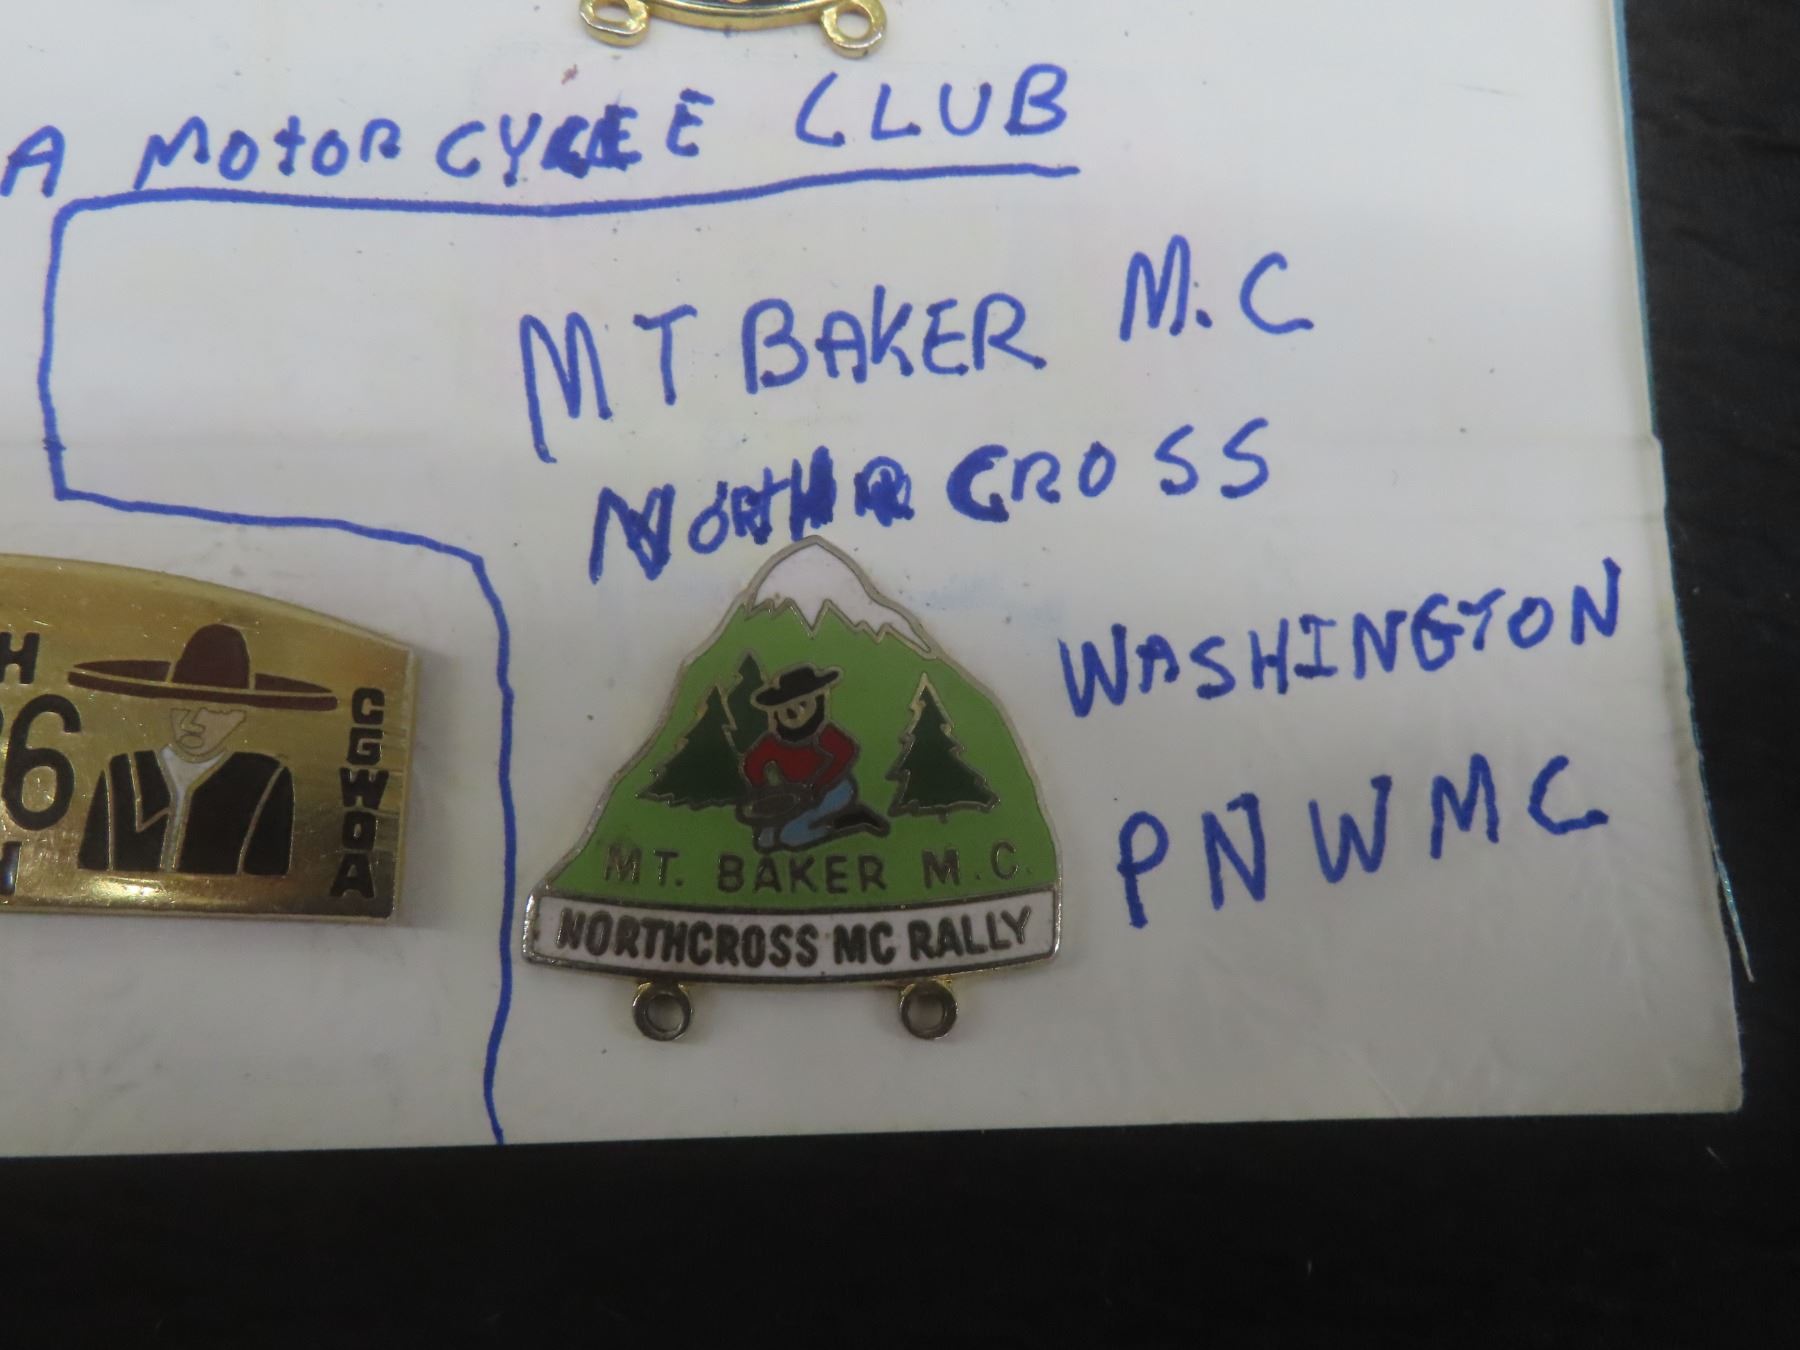 A MOTORCYCLE CLUB
MT BAKER M.C
NORTH CROSS
WASHINGTON
PNWMC
H
6
CGWOA
MT. BAKER M.C.
NORTHCROSS MC RALLY